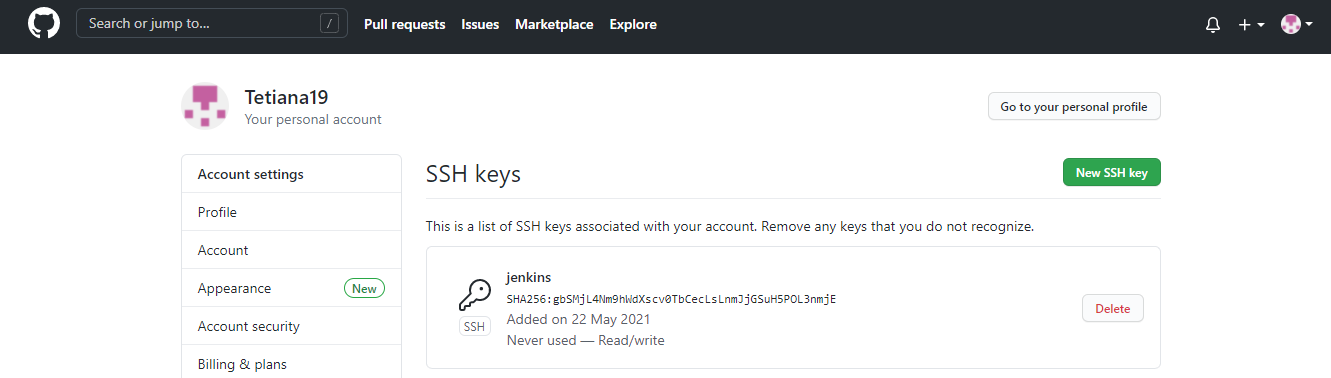 Search or jump to... /
Pull requests Issues Marketplace Explore
Tetiana19
Your personal account
Go to your personal profile
Account settings
Profile
Account
Appearance New
Account security
Billing & plans
SSH keys
New SSH key
This is a list of SSH keys associated with your account. Remove any keys that you do not recognize.
jenkins
SHA256:gbSMjL4Nm9hWdXscv0TbCecLsLnmJjGSuH5POL3nmjE
SSH
Added on 22 May 2021
Never used — Read/write
Delete